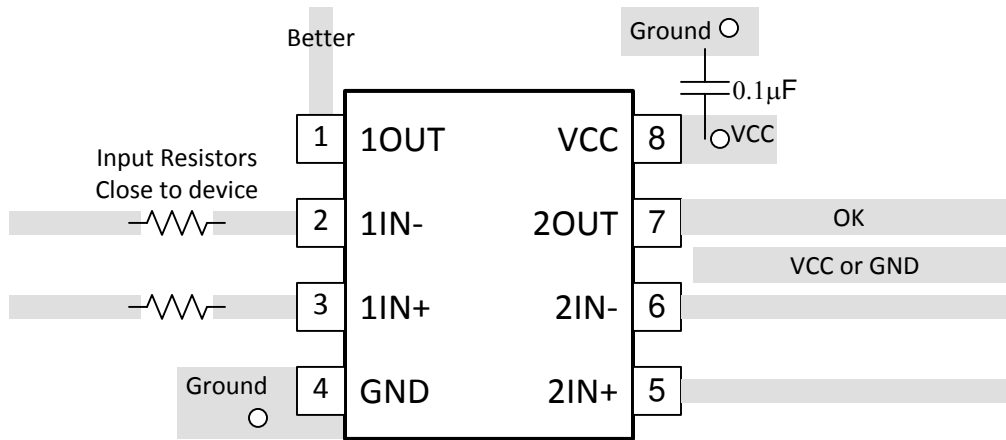 Better
Ground
0.1µF
1 1OUT VCC 8 VCC
Input Resistors
Close to device
2 1IN- 2OUT 7 OK
VCC or GND
3 1IN+ 2IN- 6
Ground
4 GND 2IN+ 5